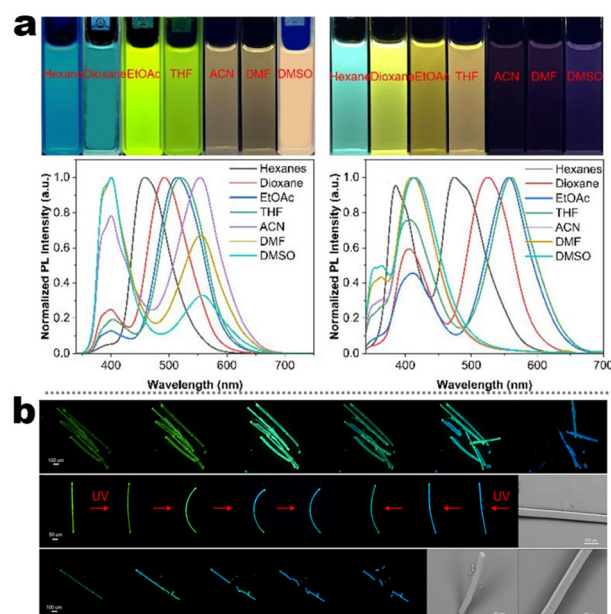 a
Hexane Dioxane EtOAc THF ACN DMF DMSO
Hexane Dioxane EtOAc THF ACN DMF DMSO
Normalized PL Intensity (a.u.)
1.0
0.8
0.6
0.4
0.2
0.0
Hexanes
Dioxane
EtOAc
THF
ACN
DMF
DMSO
400 500 600 700
Wavelength (nm)
Normalized PL Intensity (a.u.)
1.0
0.8
0.6
0.4
0.2
0.0
Hexanes
Dioxane
EtOAc
THF
ACN
DMF
DMSO
400 500 600 700
Wavelength (nm)
b
100 um
UV
UV
50 um
100 um